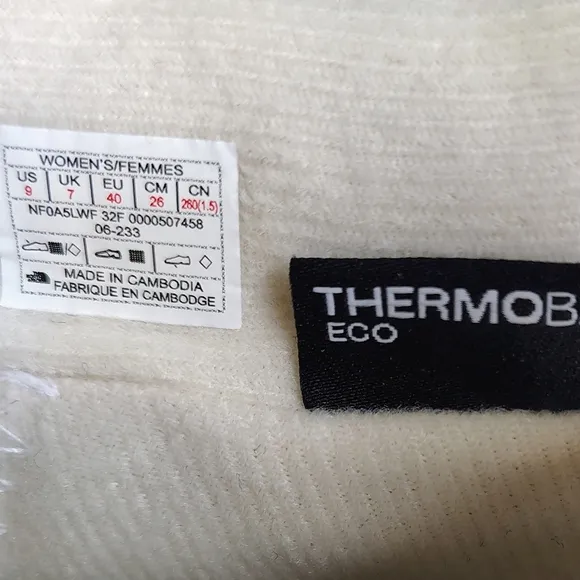 WOMEN'S/FEMMES
US UK EU CM CN
9 7 40 26 260(1.5)
NF0A5LWF 32F 0000507458
06-233
MADE IN CAMBODIA
FABRIQUE EN CAMBODGE
THERMOB
ECO